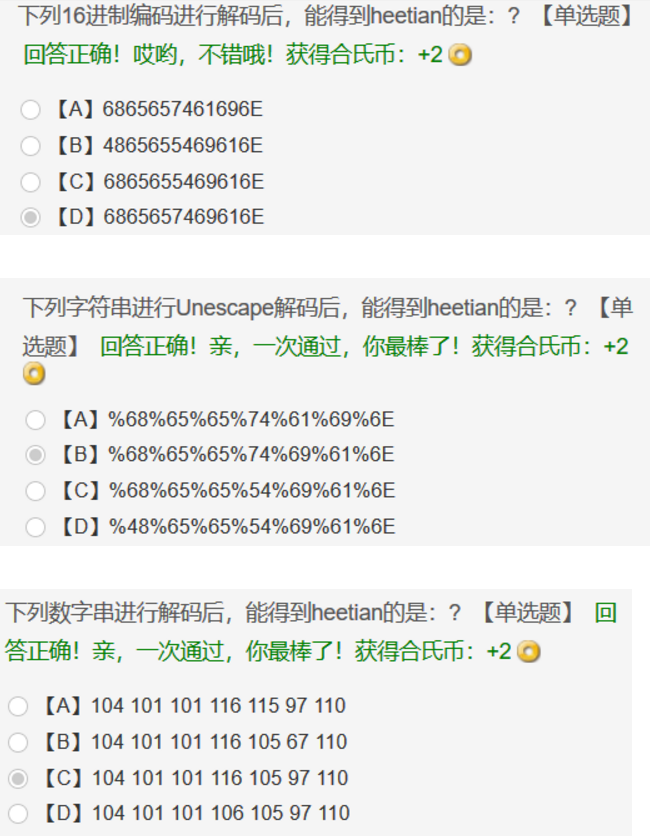 下列16进制编码进行解码后，能得到heetian的是：？ 【单选题】
回答正确！哎哟，不错哦！获得合氏币：+2
【A】6865657461696E
【B】4865655469616E
【C】6865655469616E
【D】6865657469616E
下列字符串进行Unescape解码后，能得到heetian的是：？ 【单
选题】 回答正确！亲，一次通过，你最棒了！获得合氏币：+2
【A】%68%65%65%74%61%69%6E
【B】%68%65%65%74%69%61%6E
【C】%68%65%65%54%69%61%6E
【D】%48%65%65%54%69%61%6E
下列数字串进行解码后，能得到heetian的是：？ 【单选题】 回
答正确！亲，一次通过，你最棒了！获得合氏币：+2
【A】104 101 101 116 115 97 110
【B】104 101 101 116 105 67 110
【C】104 101 101 116 105 97 110
【D】104 101 101 106 105 97 110